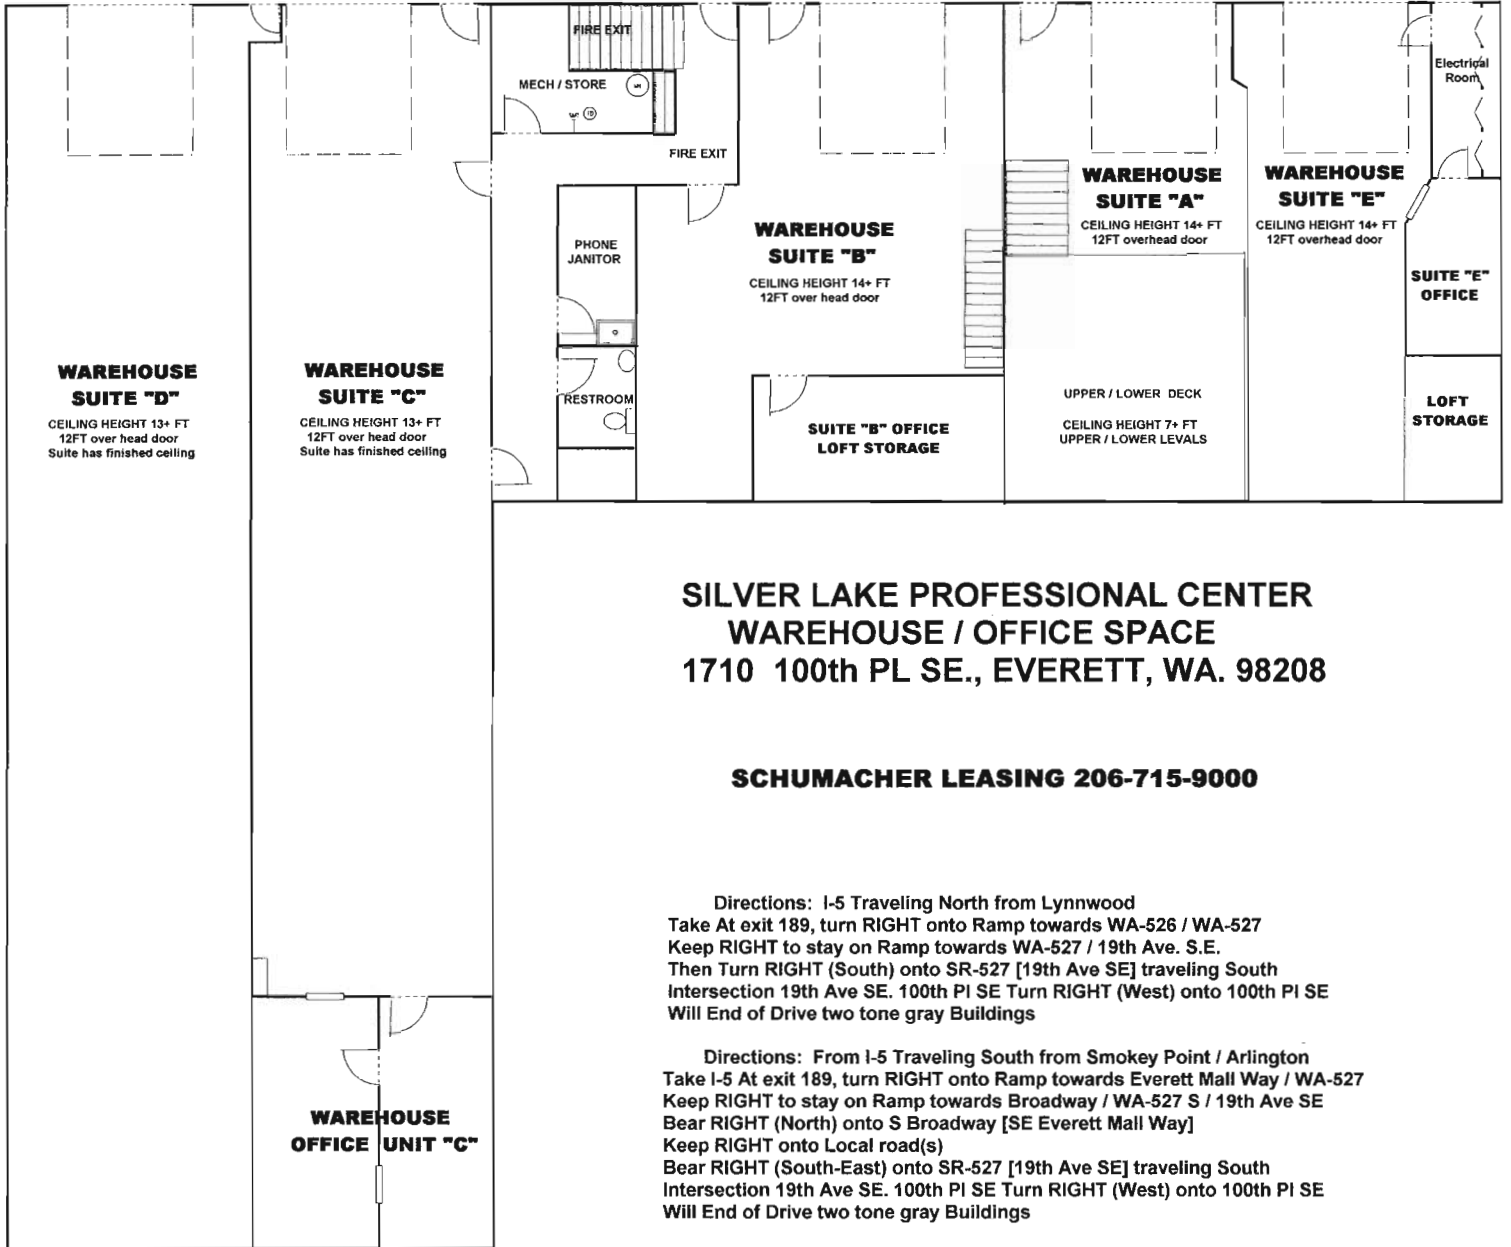 FIRE EXIT
MECH / STORE
WH
FD
FIRE EXIT
Electrical
Room
WAREHOUSE
SUITE "A"
CEILING HEIGHT 14+ FT
12FT overhead door
WAREHOUSE
SUITE "E"
CEILING HEIGHT 14+ FT
12FT overhead door
PHONE
JANITOR
WAREHOUSE
SUITE "B"
CEILING HEIGHT 14+ FT
12FT over head door
SUITE "E"
OFFICE
WAREHOUSE
SUITE "D"
CEILING HEIGHT 13+ FT
12FT over head door
Suite has finished ceiling
WAREHOUSE
SUITE "C"
CEILING HEIGHT 13+ FT
12FT over head door
Suite has finished ceiling
RESTROOM
SUITE "B" OFFICE
LOFT STORAGE
UPPER / LOWER DECK
CEILING HEIGHT 7+ FT
UPPER / LOWER LEVALS
LOFT
STORAGE
SILVER LAKE PROFESSIONAL CENTER
WAREHOUSE / OFFICE SPACE
1710 100th PL SE., EVERETT, WA. 98208
SCHUMACHER LEASING 206-715-9000
Directions: I-5 Traveling North from Lynnwood
Take At exit 189, turn RIGHT onto Ramp towards WA-526 / WA-527
Keep RIGHT to stay on Ramp towards WA-527 / 19th Ave. S.E.
Then Turn RIGHT (South) onto SR-527 [19th Ave SE] traveling South
Intersection 19th Ave SE. 100th Pl SE Turn RIGHT (West) onto 100th Pl SE
Will End of Drive two tone gray Buildings
Directions: From I-5 Traveling South from Smokey Point / Arlington
Take I-5 At exit 189, turn RIGHT onto Ramp towards Everett Mall Way / WA-527
Keep RIGHT to stay on Ramp towards Broadway / WA-527 S / 19th Ave SE
Bear RIGHT (North) onto S Broadway [SE Everett Mall Way]
Keep RIGHT onto Local road(s)
Bear RIGHT (South-East) onto SR-527 [19th Ave SE] traveling South
Intersection 19th Ave SE. 100th Pl SE Turn RIGHT (West) onto 100th Pl SE
Will End of Drive two tone gray Buildings
WAREHOUSE
OFFICE UNIT "C"